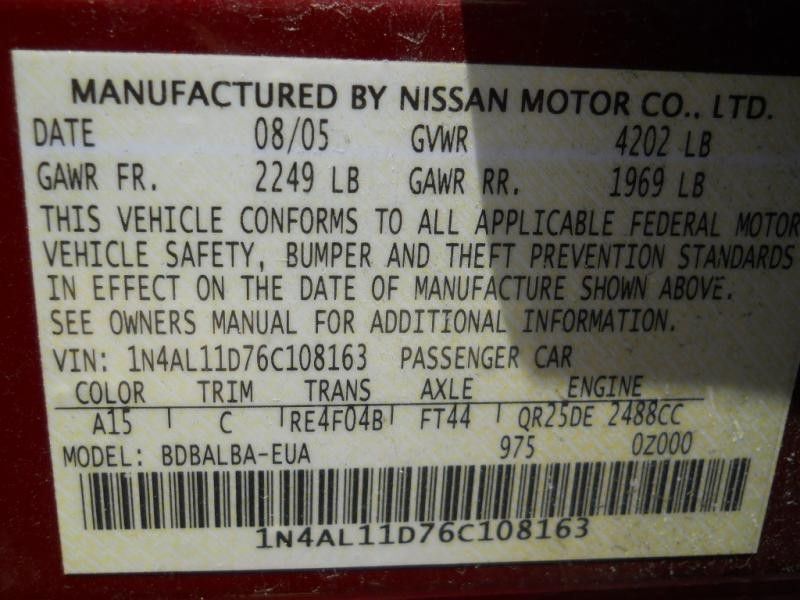 MANUFACTURED BY NISSAN MOTOR CO., LTD.
DATE 08/05 GVWR 4202 LB
GAWR FR. 2249 LB GAWR RR. 1969 LB
THIS VEHICLE CONFORMS TO ALL APPLICABLE FEDERAL MOTOR
VEHICLE SAFETY, BUMPER AND THEFT PREVENTION STANDARDS
IN EFFECT ON THE DATE OF MANUFACTURE SHOWN ABOVE.
SEE OWNERS MANUAL FOR ADDITIONAL INFORMATION.
VIN: 1N4AL11D76C108163 PASSENGER CAR
COLOR TRIM TRANS AXLE ENGINE
A15 C RE4F04B FT44 QR25DE 2488CC
MODEL: BDBALBA-EUA 975 0Z000
1N4AL11D76C108163